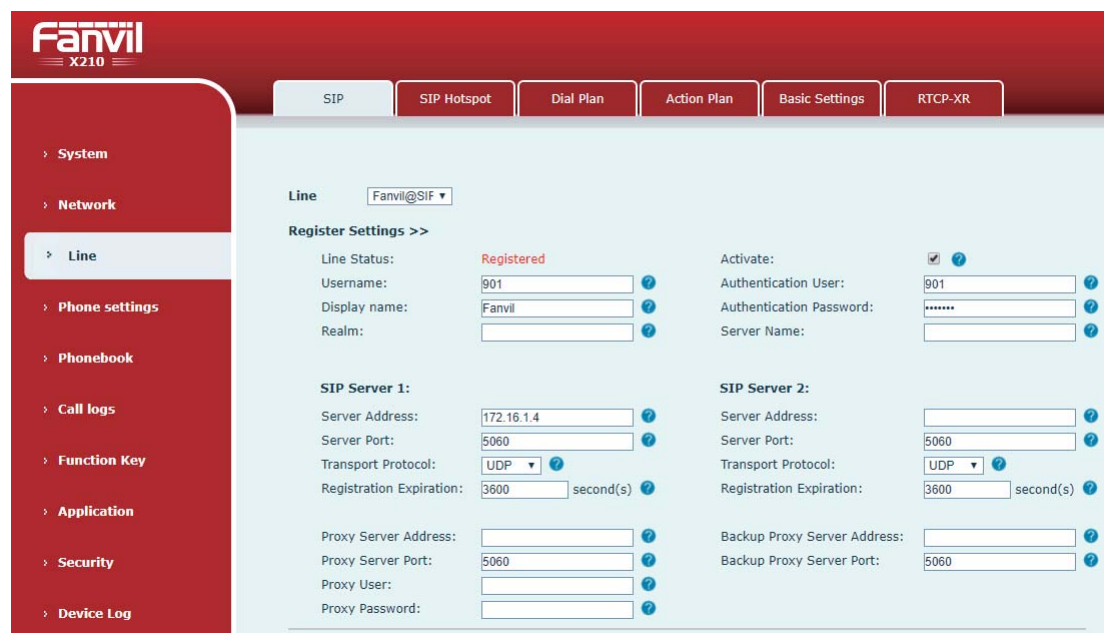 Fanvil
X210
SIP
SIP Hotspot
Dial Plan
Action Plan
Basic Settings
RTCP-XR
› System
› Network
› Line
› Phone settings
› Phonebook
› Call logs
› Function Key
› Application
› Security
› Device Log
Line Fanvil@SIF
Register Settings >>
Line Status: Registered Activate:
Username: 901 Authentication User: 901
Display name: Fanvil Authentication Password: •••••••
Realm: Server Name:
SIP Server 1: SIP Server 2:
Server Address: 172.16.1.4 Server Address:
Server Port: 5060 Server Port: 5060
Transport Protocol: UDP Transport Protocol: UDP
Registration Expiration: 3600 second(s) Registration Expiration: 3600 second(s)
Proxy Server Address: Backup Proxy Server Address:
Proxy Server Port: 5060 Backup Proxy Server Port: 5060
Proxy User:
Proxy Password: